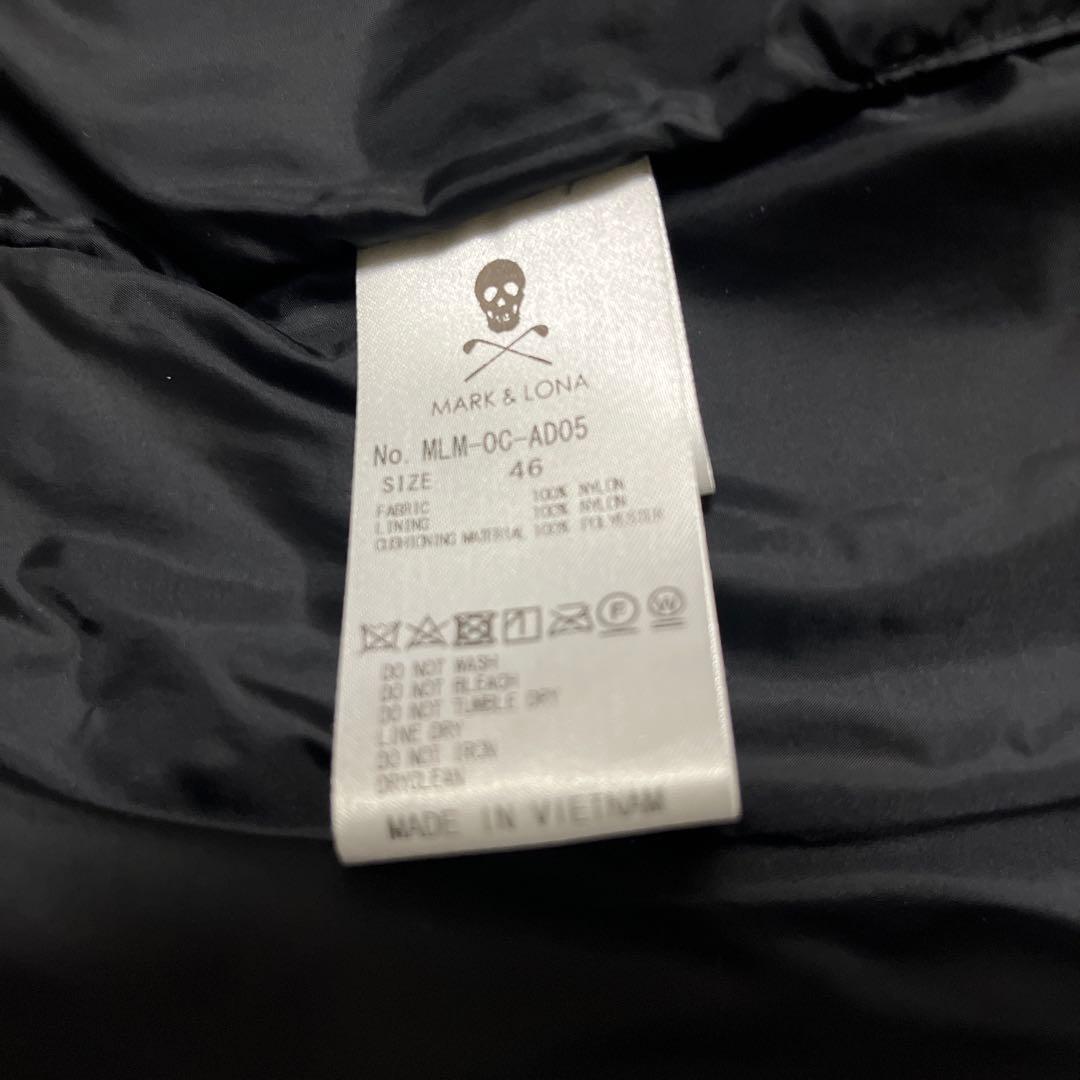 MARK & LONA
No. MLM-0C-AD05
SIZE 46
FABRIC 100% NYLON
LINING 100% NYLON
CUSHIONING MATERIAL 100% POLYESTER
F W
DO NOT WASH
DO NOT BLEACH
DO NOT TUMBLE DRY
LINE DRY
DO NOT IRON
DRYCLEAN
MADE IN VIETNAM